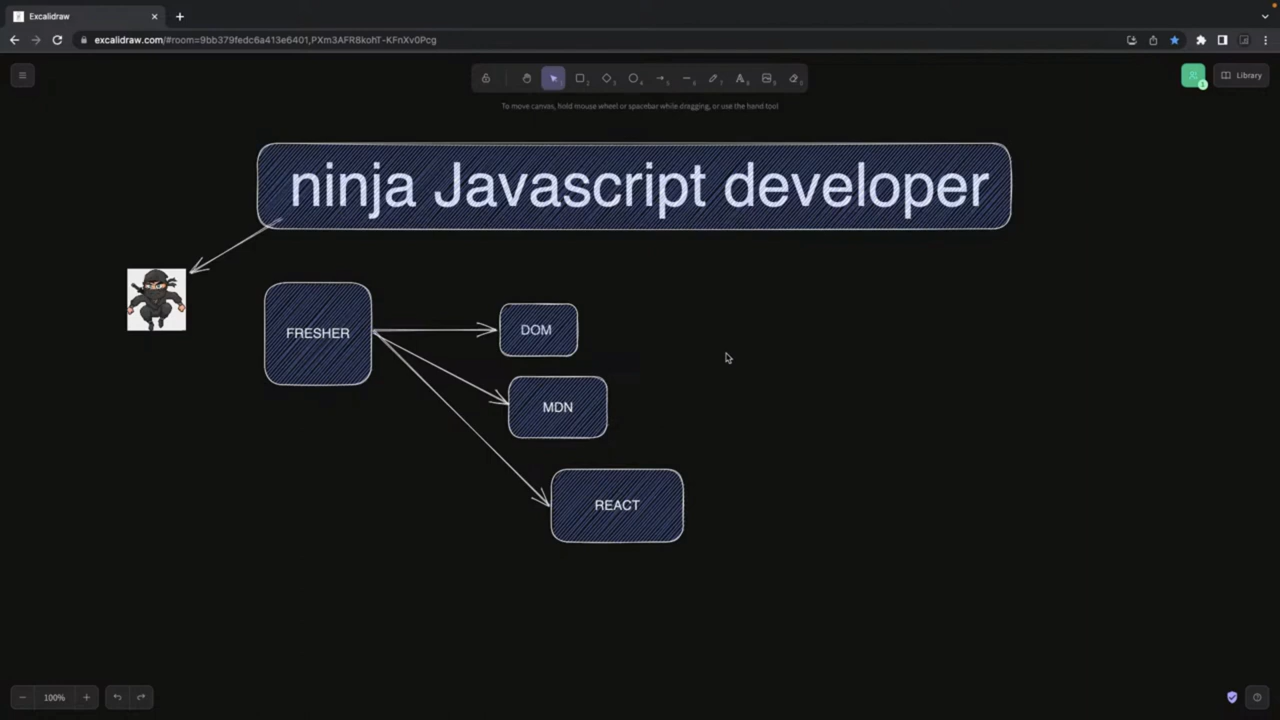 Excalidraw
excalidraw.com/#room=9bb379fedc6a413e6401,PXm3AFR8kohT-KFnXv0Pcg
Library
To move canvas, hold mouse wheel or spacebar while dragging, or use the hand tool
ninja Javascript developer
FRESHER
DOM
MDN
REACT
100%